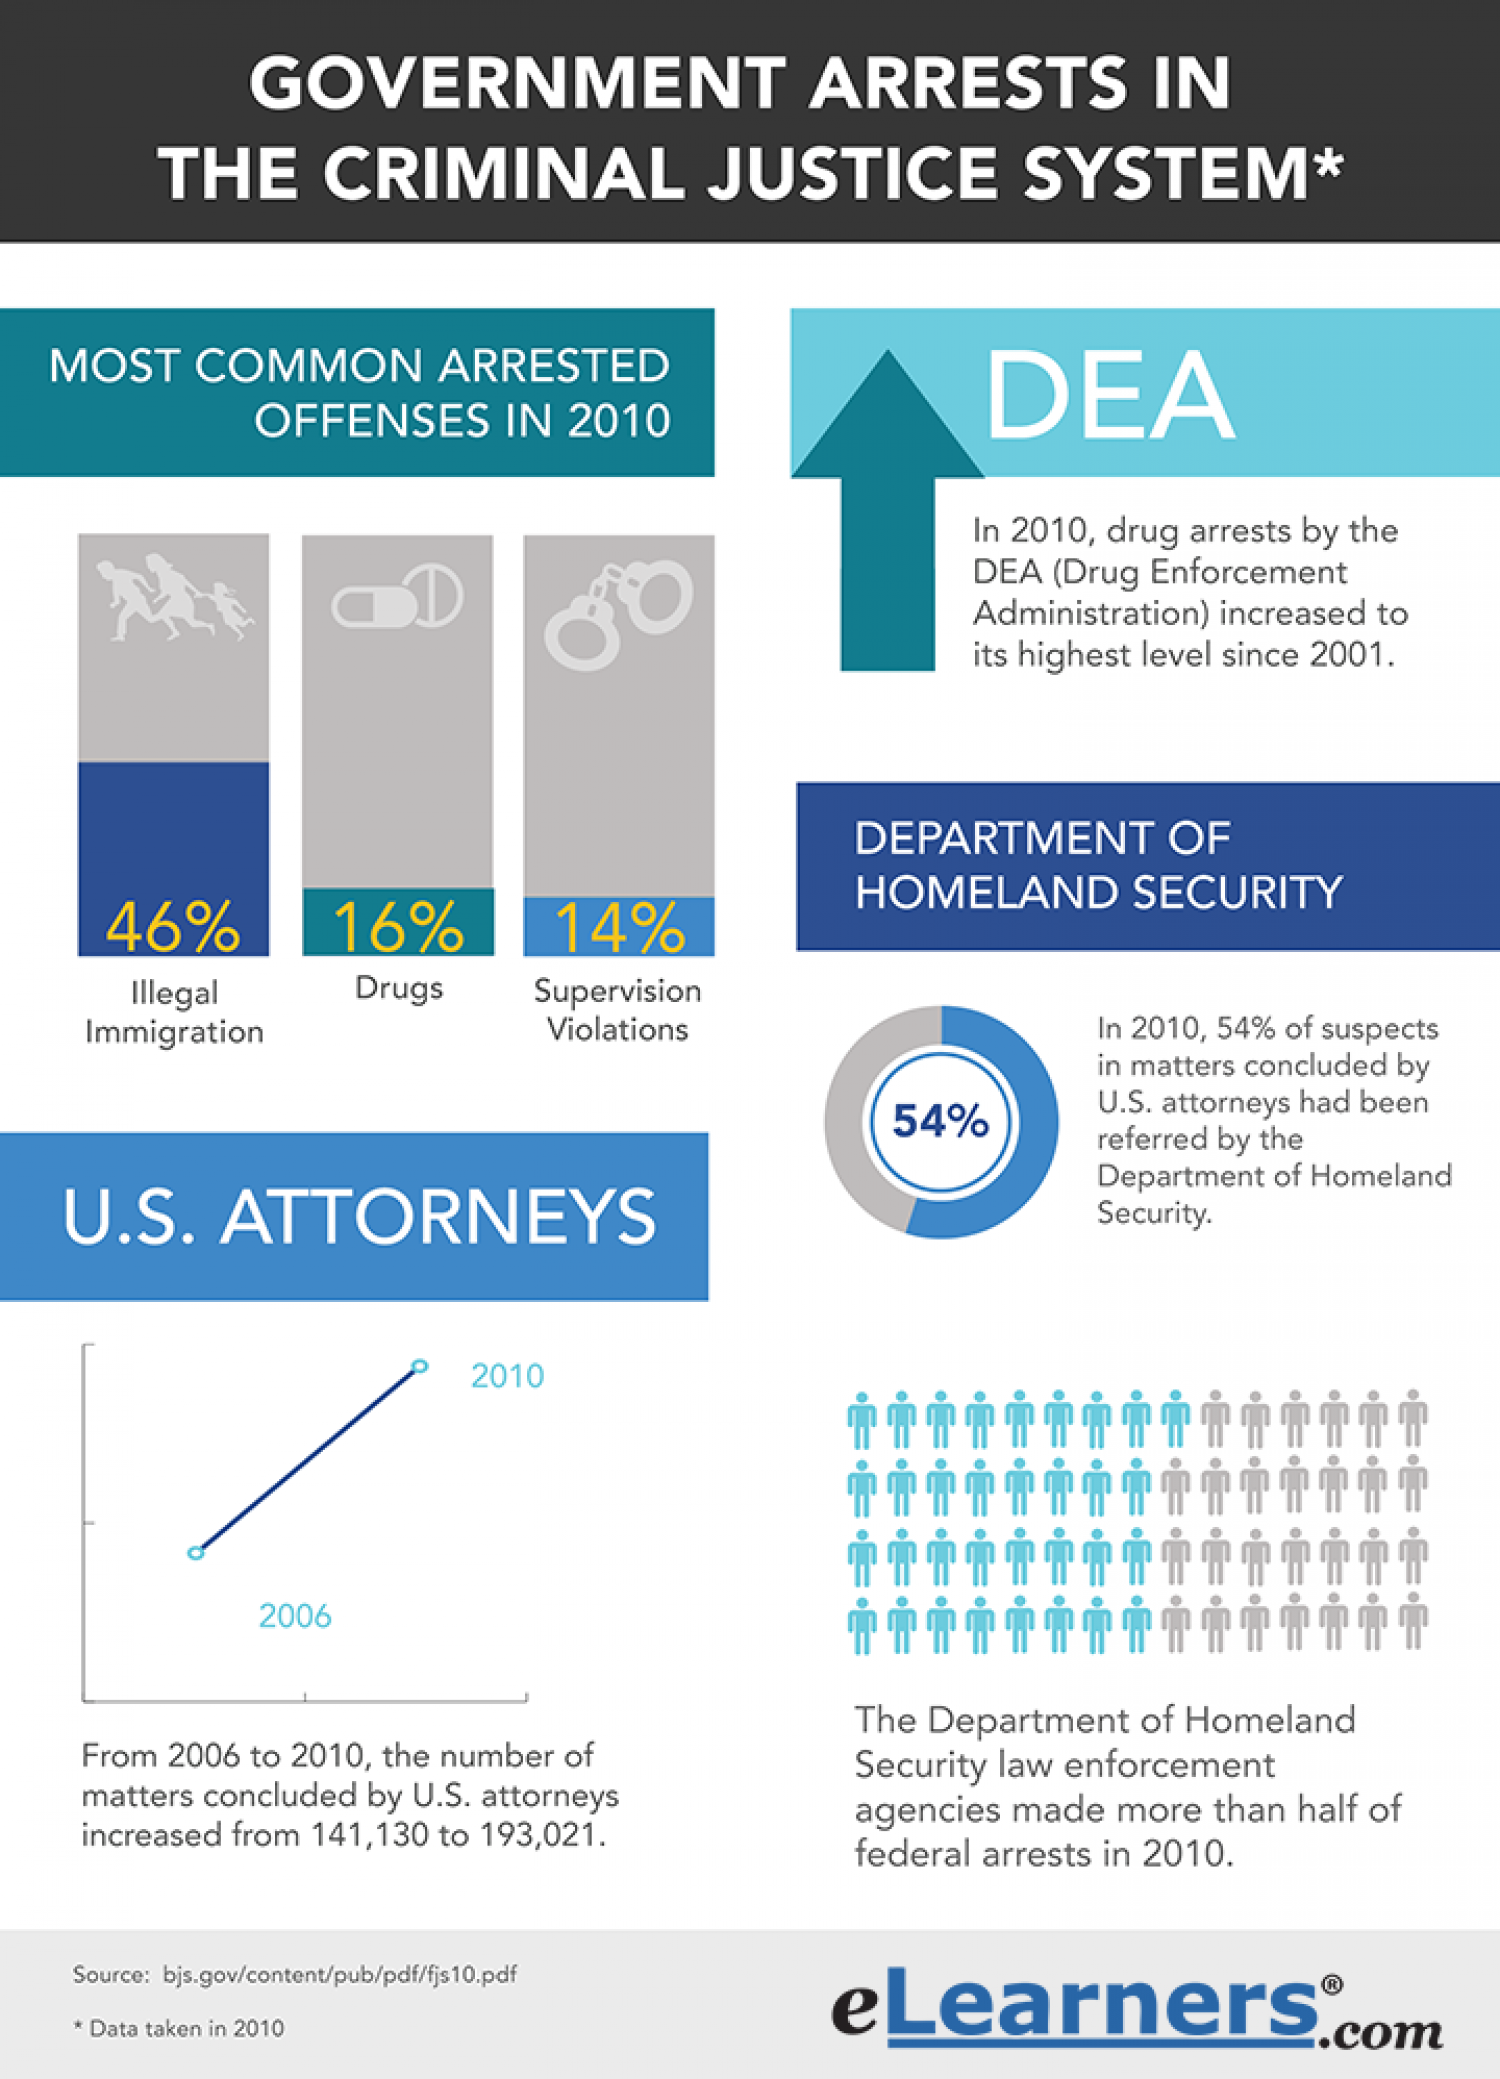 GOVERNMENT ARRESTS IN
THE CRIMINAL JUSTICE SYSTEM*
MOST COMMON ARRESTED
OFFENSES IN 2010
46%
Illegal
Immigration
16%
Drugs
14%
Supervision
Violations
DEA
In 2010, drug arrests by the
DEA (Drug Enforcement
Administration) increased to
its highest level since 2001.
DEPARTMENT OF
HOMELAND SECURITY
54%
In 2010, 54% of suspects
in matters concluded by
U.S. attorneys had been
referred by the
Department of Homeland
Security.
U.S. ATTORNEYS
2010
2006
From 2006 to 2010, the number of
matters concluded by U.S. attorneys
increased from 141,130 to 193,021.
The Department of Homeland
Security law enforcement
agencies made more than half of
federal arrests in 2010.
Source: bjs.gov/content/pub/pdf/fjs10.pdf
* Data taken in 2010
eLearners®.com